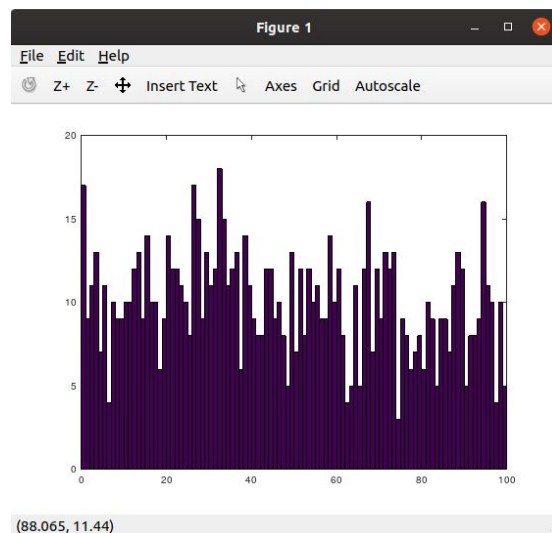 Figure 1
File Edit Help
Z+ Z- Insert Text Axes Grid Autoscale
20
15
10
5
0
0 20 40 60 80 100
(88.065, 11.44)